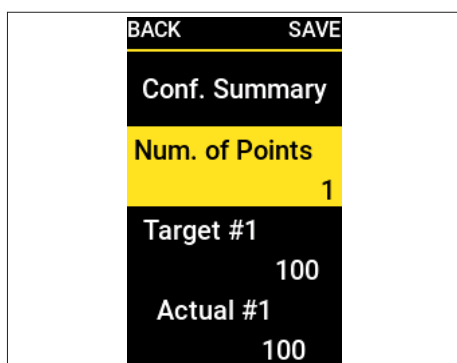 BACK SAVE
Conf. Summary
Num. of Points
1
Target #1
100
Actual #1
100